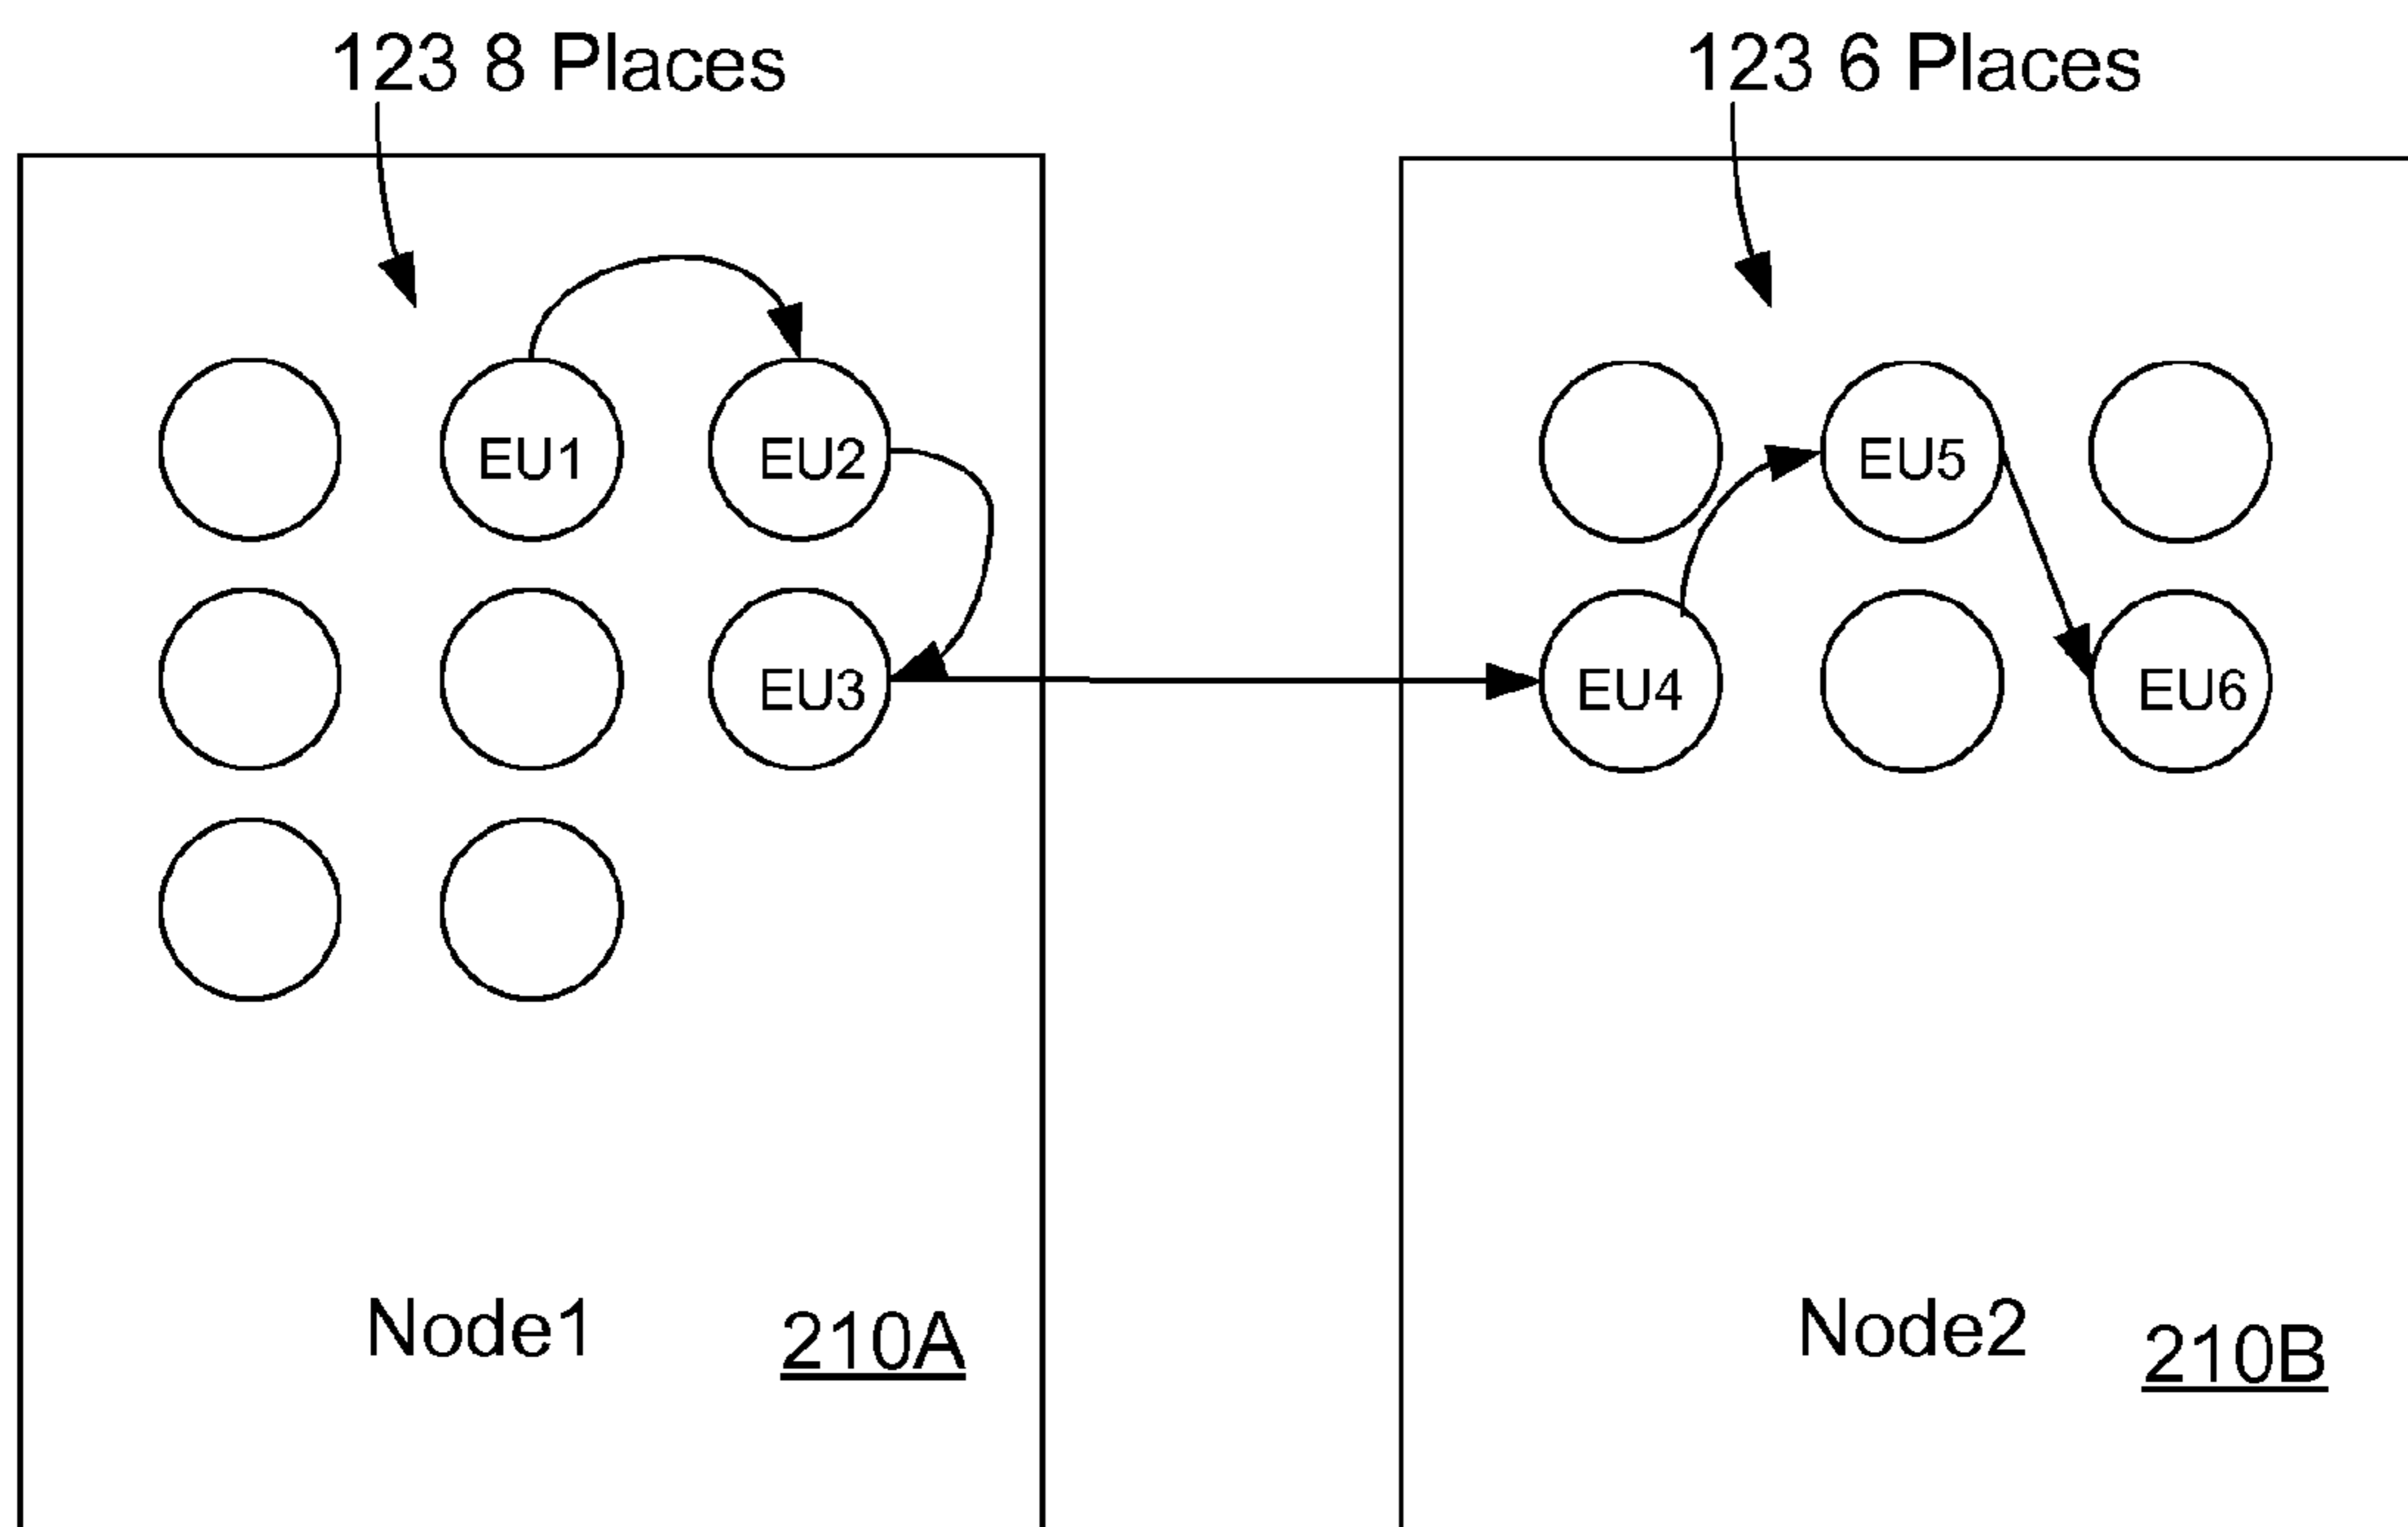 123 8 Places
123 6 Places
EU1
EU2
EU5
EU3
EU4
EU6
Node1
210A
Node2
210B